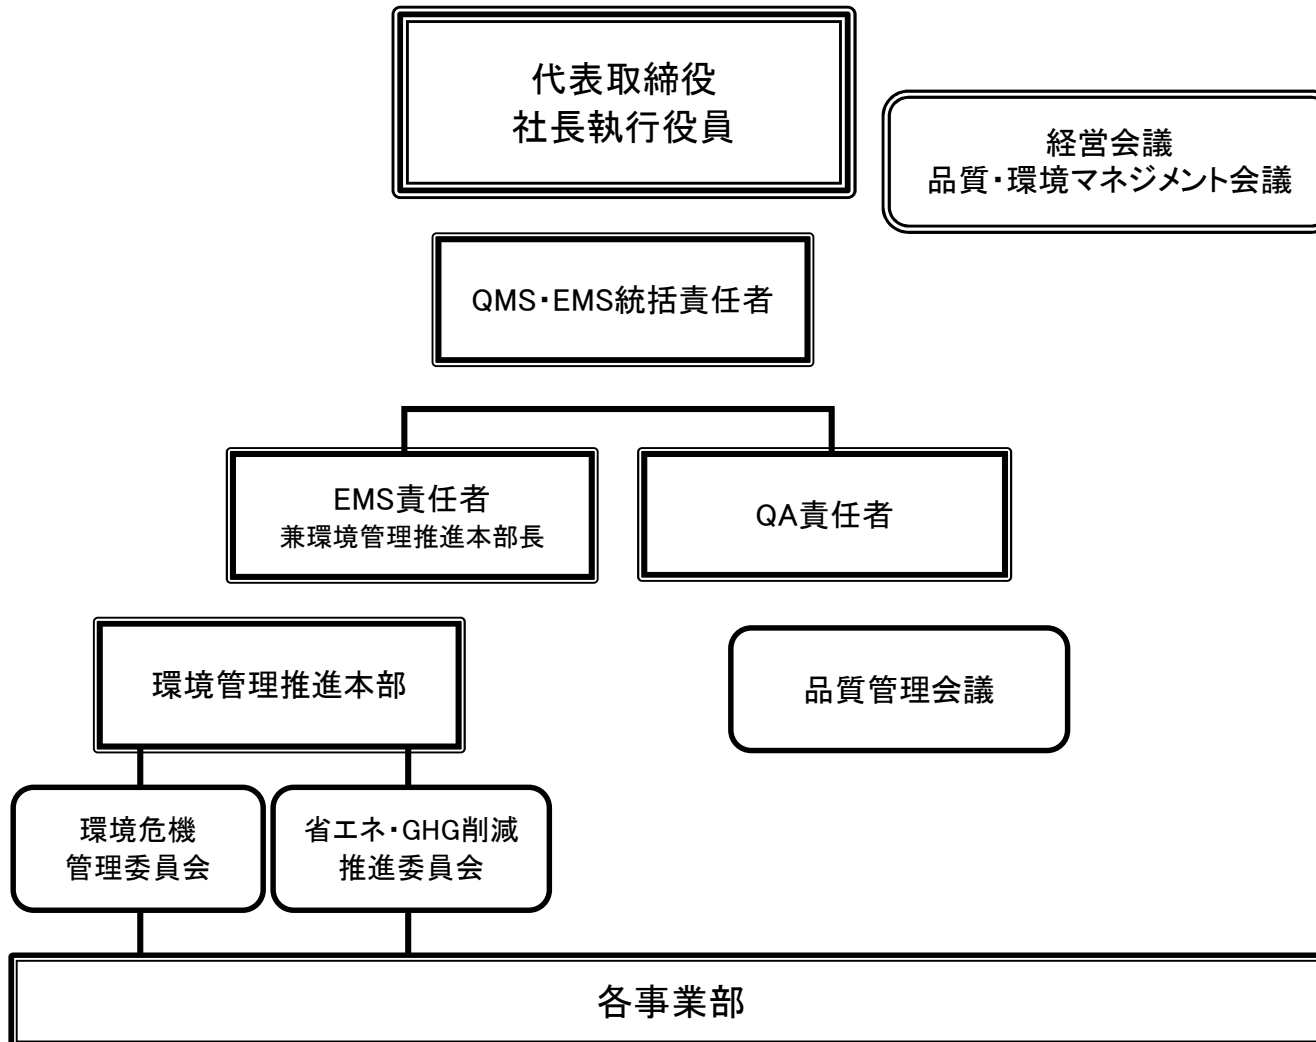 代表取締役
社長執行役員
経営会議
品質・環境マネジメント会議
QMS・EMS統括責任者
EMS責任者
兼環境管理推進本部長
QA責任者
環境管理推進本部
品質管理会議
環境危機
管理委員会
省エネ・GHG削減
推進委員会
各事業部